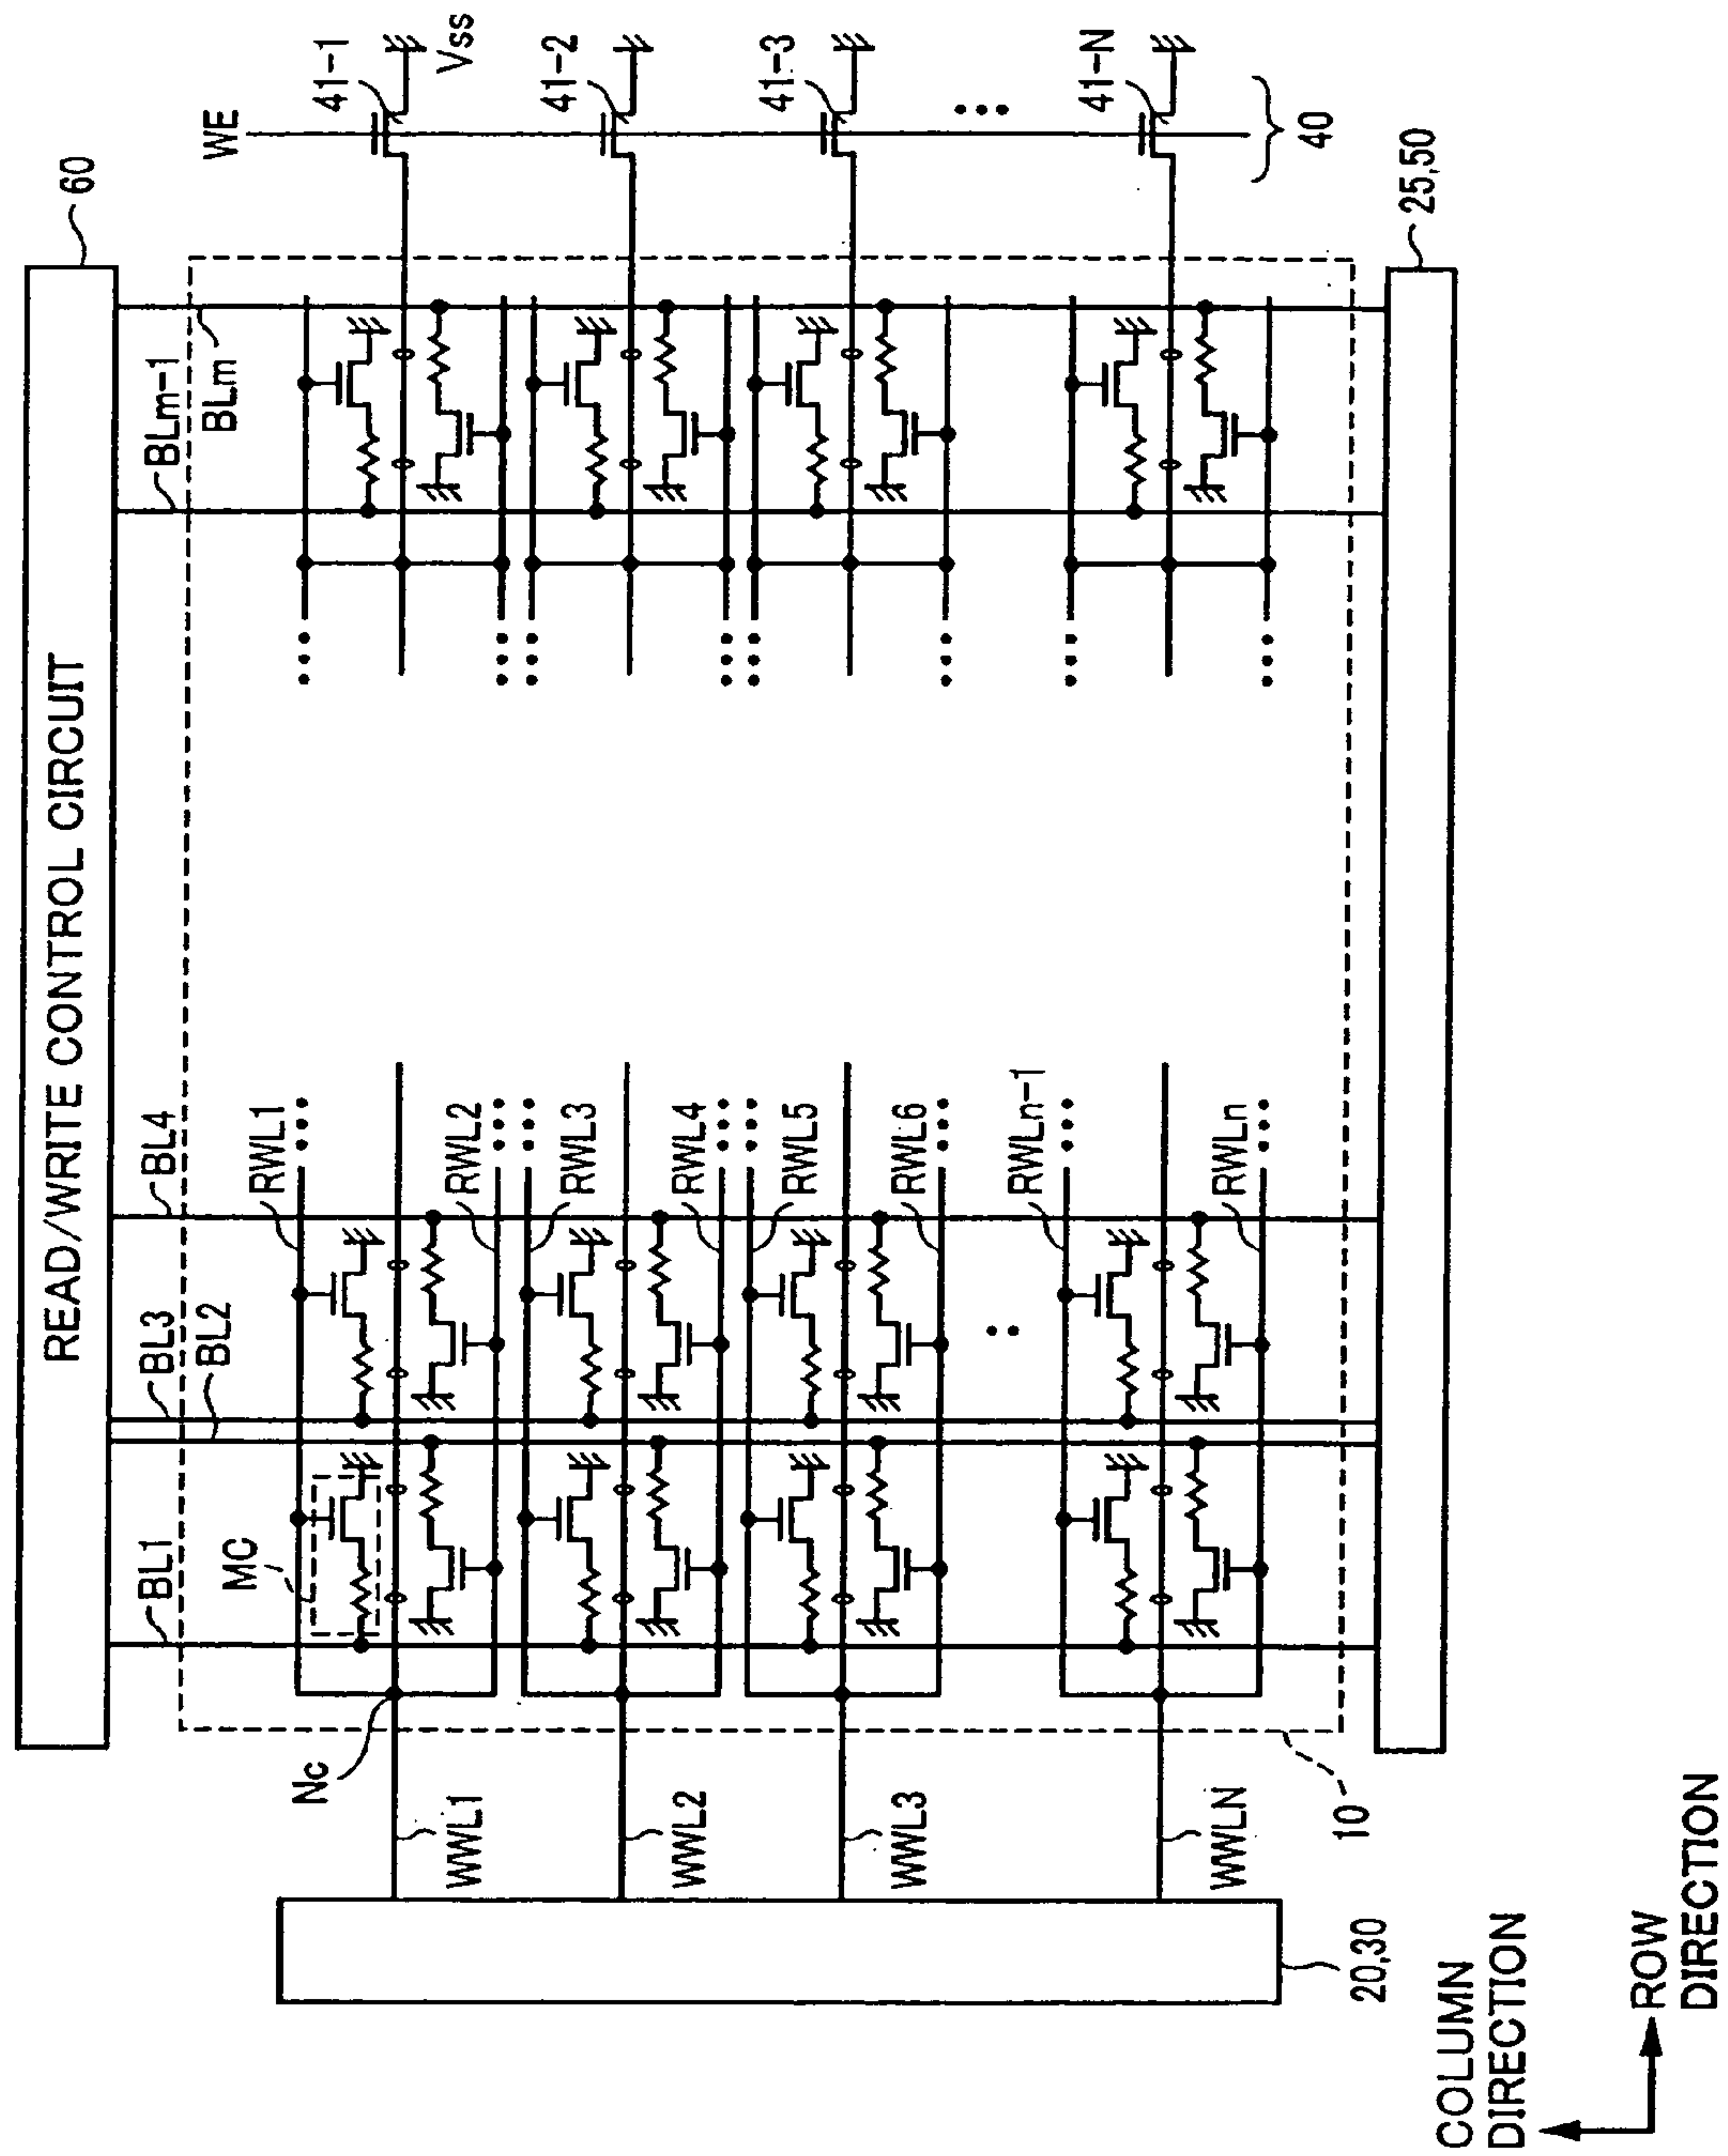 READ/WRITE CONTROL CIRCUIT
60
BL1
BL3
BL2
BL4
BLm-1
BLm
WE
MC
RWL1
41-1
Vss
Nc
WWL1
RWL2
RWL3
41-2
WWL2
RWL4
RWL5
41-3
WWL3
RWL6
RWLn-1
41-N
WWLN
RWLn
40
10
20,30
25,50
COLUMN
DIRECTION
ROW
DIRECTION